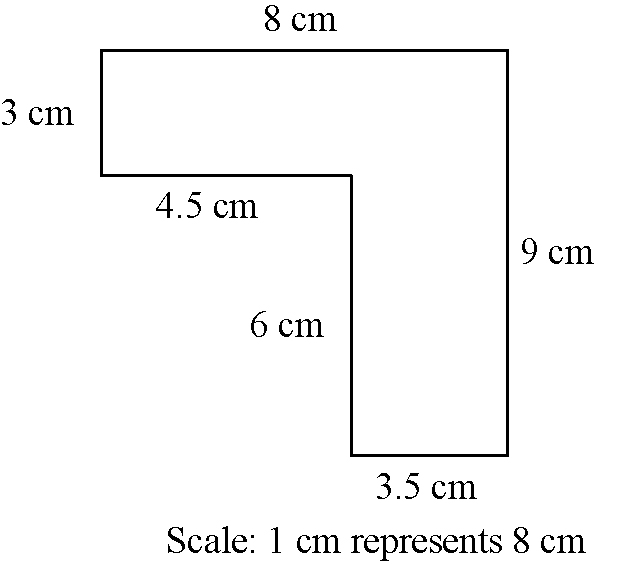 8 cm
3 cm
4.5 cm
9 cm
6 cm
3.5 cm
Scale: 1 cm represents 8 cm